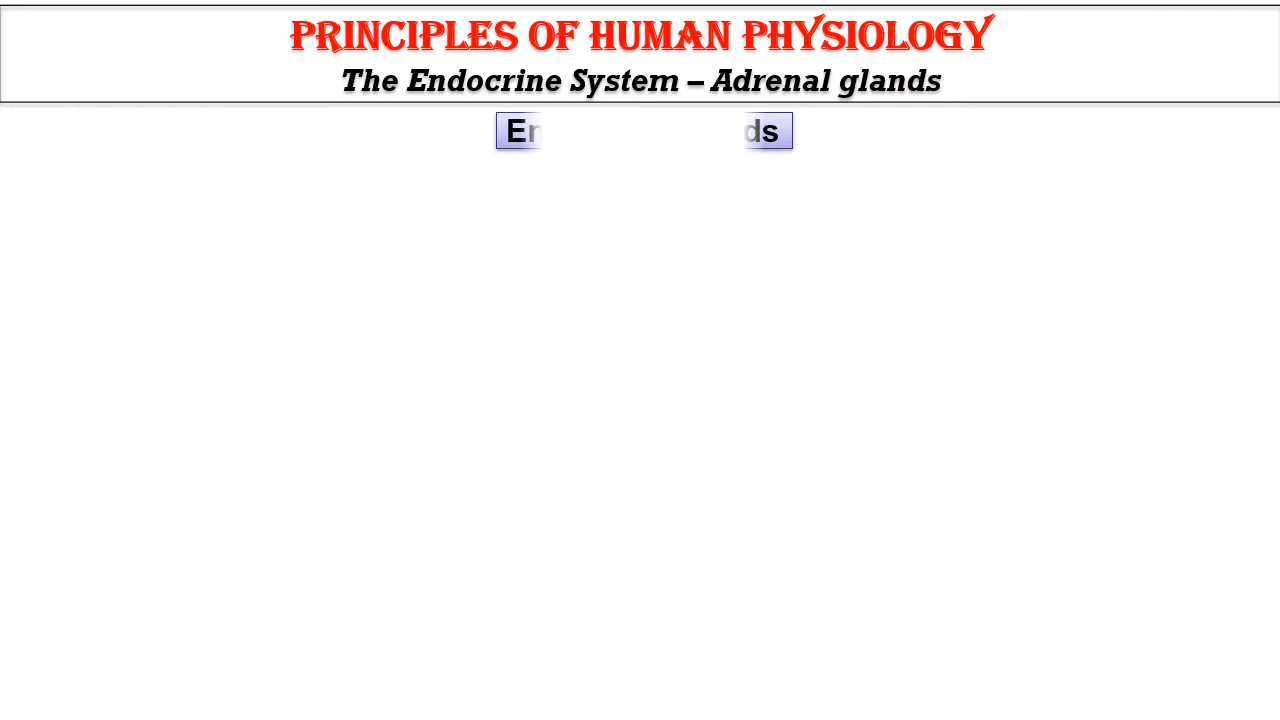 PRINCIPLES OF HUMAN PHYSIOLOGY
The Endocrine System – Adrenal glands